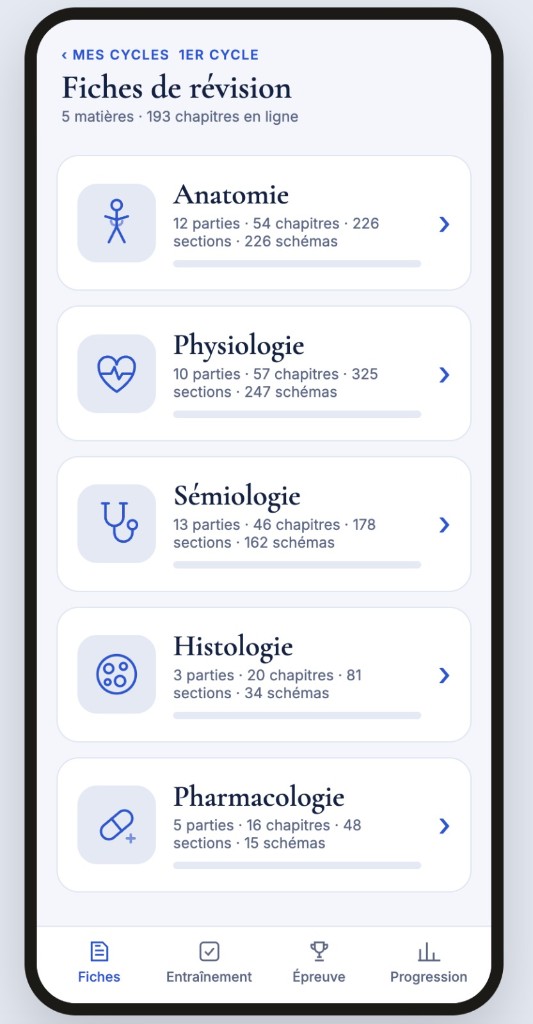 ‹ MES CYCLES 1ER CYCLE
Fiches de révision
5 matières · 193 chapitres en ligne
Anatomie
12 parties · 54 chapitres · 226
sections · 226 schémas
Physiologie
10 parties · 57 chapitres · 325
sections · 247 schémas
Sémiologie
13 parties · 46 chapitres · 178
sections · 162 schémas
Histologie
3 parties · 20 chapitres · 81
sections · 34 schémas
Pharmacologie
5 parties · 16 chapitres · 48
sections · 15 schémas
Fiches Entraînement Épreuve Progression